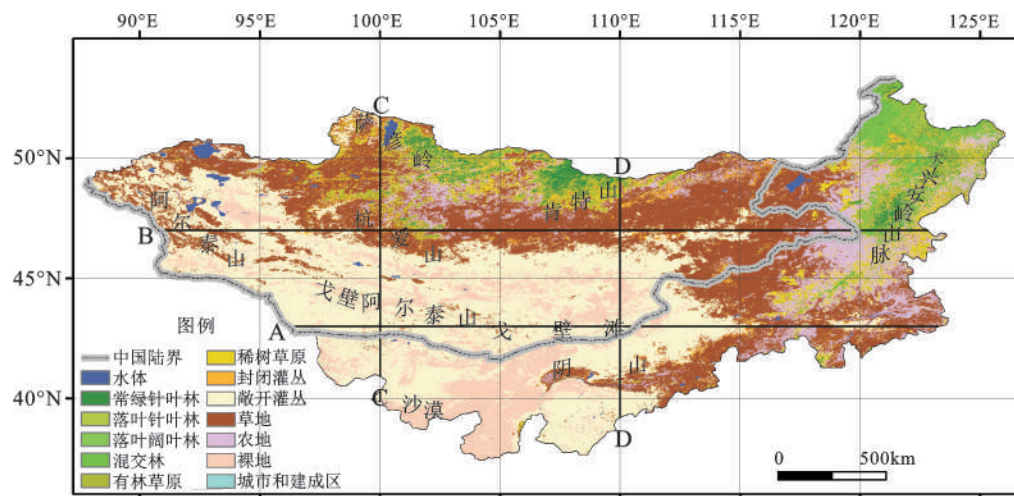 90°E 95°E 100°E 105°E 110°E 115°E 120°E 125°E
C
萨彦岭
D
50°N
大兴安岭山脉
阿尔泰山
肯特山
杭爱山
B
45°N
戈壁阿尔泰山
戈壁滩
图例
A
中国陆界
稀树草原
阴山
水体
封闭灌丛
40°N
常绿针叶林
敞开灌丛
C
沙漠
落叶针叶林
草地
D
落叶阔叶林
农地
混交林
裸地
0 500km
有林草原
城市和建成区